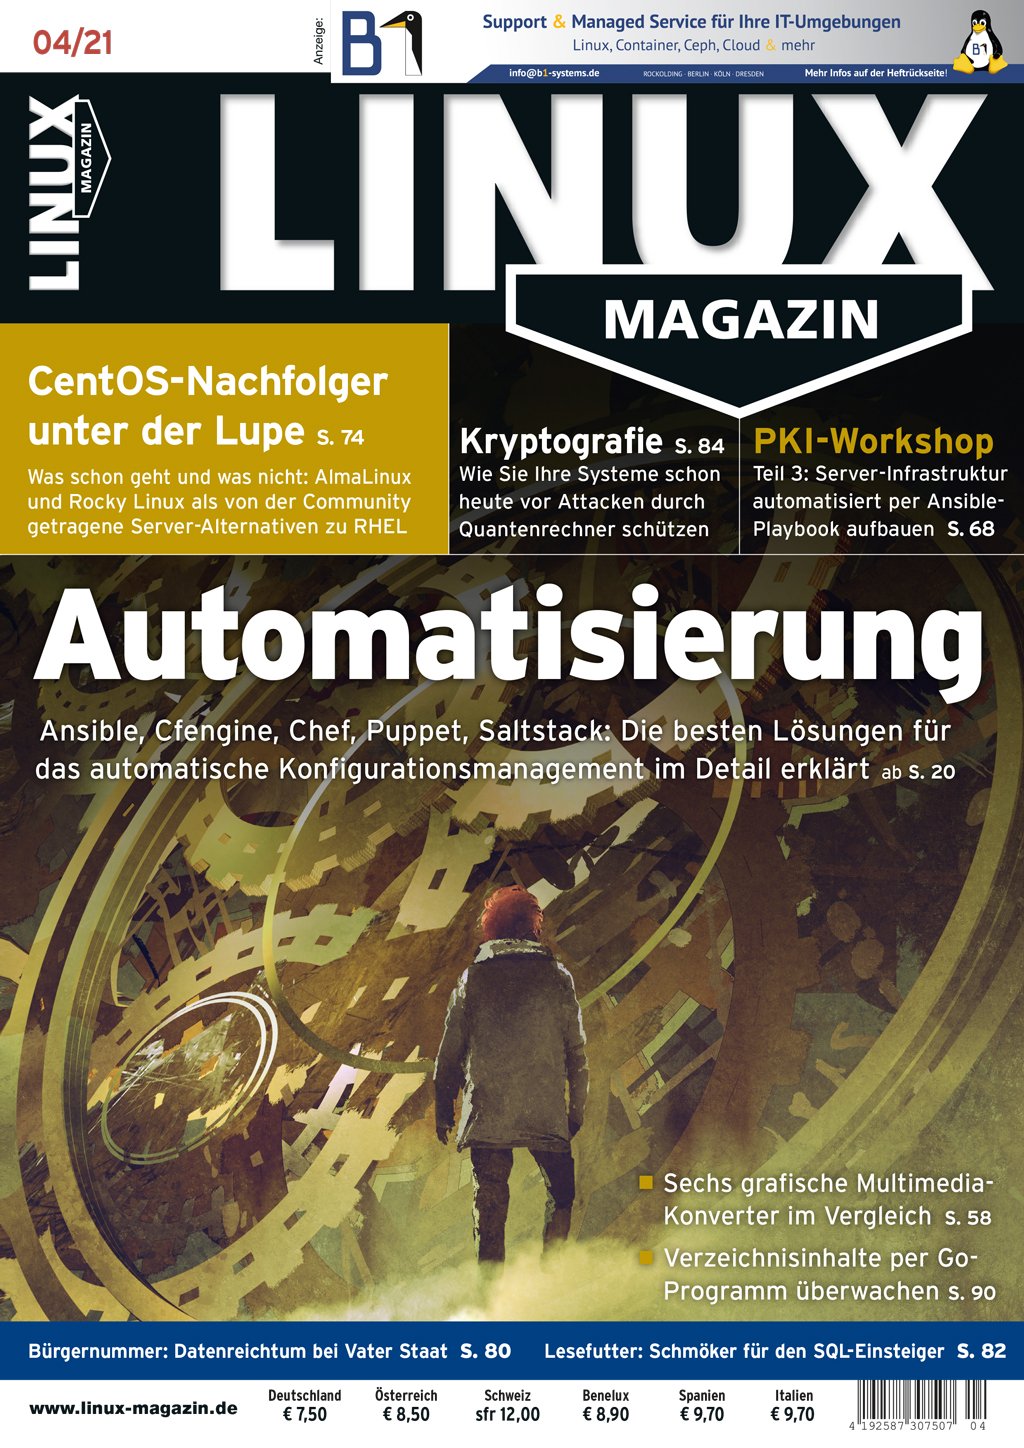 04/21
Anzeige:
B1
Support & Managed Service für Ihre IT-Umgebungen
Linux, Container, Ceph, Cloud & mehr
info@b1-systems.de
ROCKOLDING · BERLIN · KÖLN · DRESDEN
Mehr Infos auf der Heftrückseite!
B1
LINUX
MAGAZIN
LINUX
MAGAZIN
CentOS-Nachfolger
unter der Lupe S. 74
Was schon geht und was nicht: AlmaLinux
und Rocky Linux als von der Community
getragene Server-Alternativen zu RHEL
Kryptografie S. 84
Wie Sie Ihre Systeme schon
heute vor Attacken durch
Quantenrechner schützen
PKI-Workshop
Teil 3: Server-Infrastruktur
automatisiert per Ansible-
Playbook aufbauen S. 68
Automatisierung
Ansible, Cfengine, Chef, Puppet, Saltstack: Die besten Lösungen für
das automatische Konfigurationsmanagement im Detail erklärt ab S. 20
Sechs grafische Multimedia-
Konverter im Vergleich S. 58
Verzeichnisinhalte per Go-
Programm überwachen S. 90
Bürgernummer: Datenreichtum bei Vater Staat S. 80
Lesefutter: Schmöker für den SQL-Einsteiger S. 82
www.linux-magazin.de
Deutschland
€ 7,50
Österreich
€ 8,50
Schweiz
sfr 12,00
Benelux
€ 8,90
Spanien
€ 9,70
Italien
€ 9,70
4 192587 307507 04